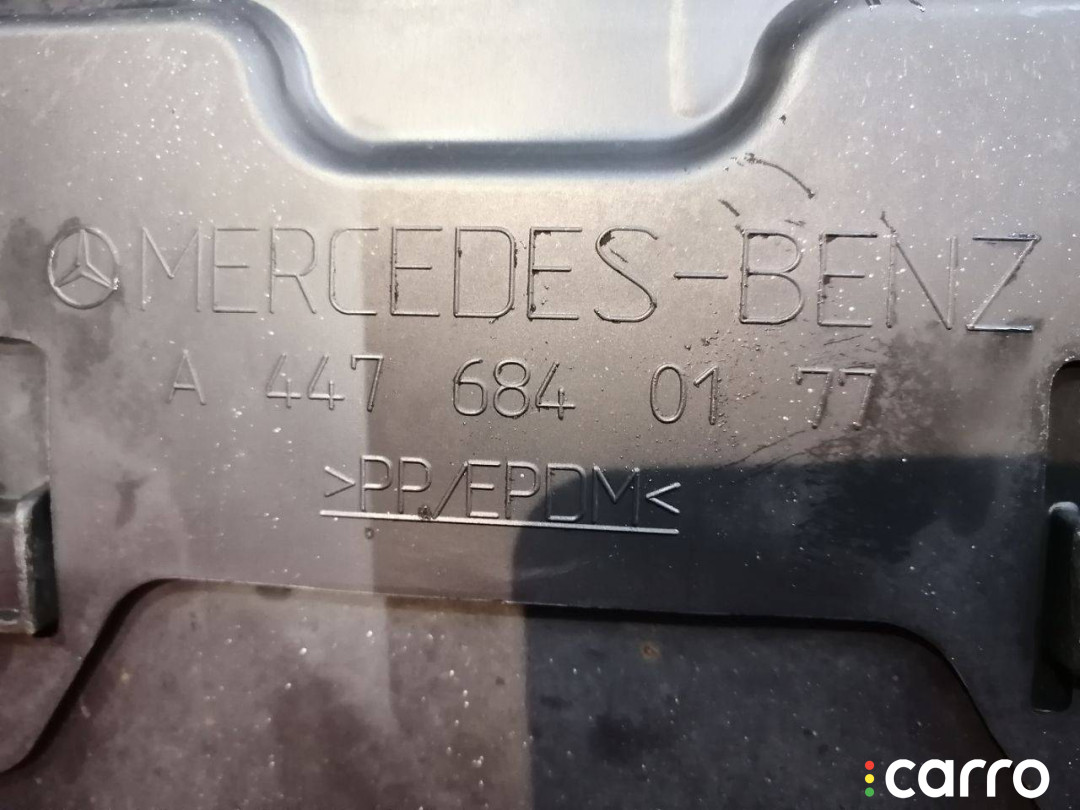 MERCEDES-BENZ
A 447 684 01 77
>PP/EPDM<
carro